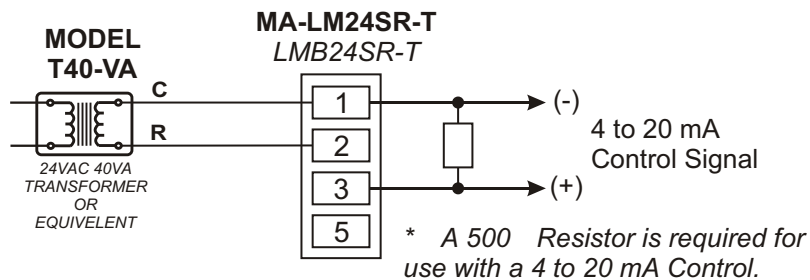 MODEL
T40-VA
MA-LM24SR-T
LMB24SR-T
C
R
1
2
3
5
(-)
4 to 20 mA
Control Signal
(+)
24VAC 40VA
TRANSFORMER
OR
EQUIVELENT
* A 500 Resistor is required for
use with a 4 to 20 mA Control.